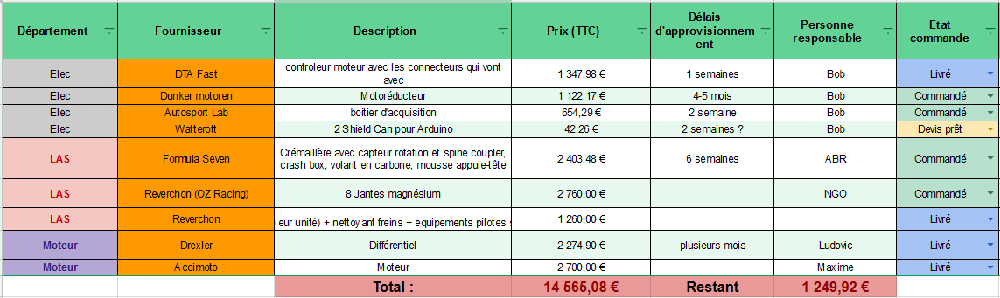 Département Fournisseur Description Prix (TTC) Délais d'approvisionnem ent Personne responsable Etat commande
Elec DTA Fast controleur moteur avec les connecteurs qui vont avec 1 347,98 € 1 semaines Bob Livré
Elec Dunker motoren Motoréducteur 1 122,17 € 4-5 mois Bob Commandé
Elec Autosport Lab boitier d'acquisition 654,29 € 2 semaine Bob Commandé
Elec Watterott 2 Shield Can pour Arduino 42,26 € 2 semaines ? Bob Devis prêt
LAS Formula Seven Crémaillère avec capteur rotation et spine coupler, crash box, volant en carbone, mousse appuie-tête 2 403,48 € 6 semaines ABR Commandé
LAS Reverchon (OZ Racing) 8 Jantes magnésium 2 760,00 € NGO Commandé
LAS Reverchon eur unité) + nettoyant freins + equipements pilotes 1 260,00 € Livré
Moteur Drexler Différentiel 2 274,90 € plusieurs mois Ludovic Livré
Moteur Accimoto Moteur 2 700,00 € Maxime Livré
Total : 14 565,08 € Restant 1 249,92 €